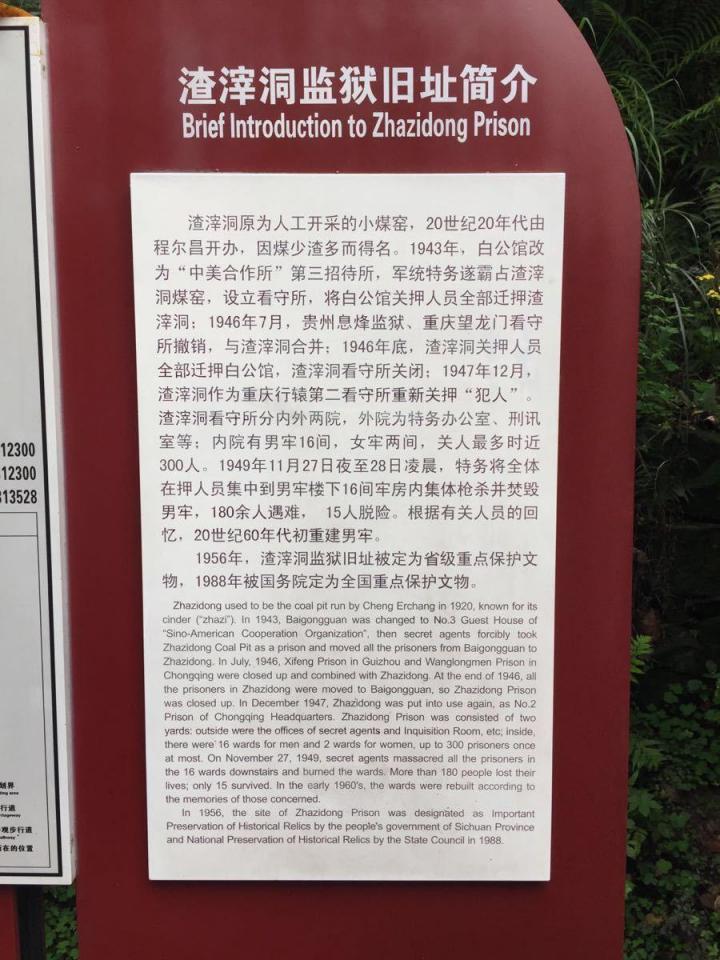 渣滓洞监狱旧址简介
Brief Introduction to Zhazidong Prison
渣滓洞原为人工开采的小煤窑，20世纪20年代由
程尔昌开办，因煤少渣多而得名。1943年，白公馆改
为“中美合作所”第三招待所，军统特务遂霸占渣滓
洞煤窑，设立看守所，将白公馆关押人员全部迁押渣
滓洞；1946年7月，贵州息烽监狱、重庆望龙门看守
所撤销，与渣滓洞合并；1946年底，渣滓洞关押人员
全部迁押白公馆，渣滓洞看守所关闭；1947年12月，
渣滓洞作为重庆行辕第二看守所重新关押“犯人”。
渣滓洞看守所分内外两院，外院为特务办公室、刑讯
室等；内院有男牢16间，女牢两间，关人最多时近
300人。1949年11月27日夜至28日凌晨，特务将全体
在押人员集中到男牢楼下16间牢房内集体枪杀并焚毁
男牢，180余人遇难， 15人脱险。根据有关人员的回
忆，20世纪60年代初重建男牢。
1956年，渣滓洞监狱旧址被定为省级重点保护文
物，1988年被国务院定为全国重点保护文物。
Zhazidong used to be the coal pit run by Cheng Erchang in 1920, known for its
cinder (“zhazi”). In 1943, Baigongguan was changed to No.3 Guest House of
“Sino-American Cooperation Organization”, then secret agents forcibly took
Zhazidong Coal Pit as a prison and moved all the prisoners from Baigongguan to
Zhazidong. In July, 1946, Xifeng Prison in Guizhou and Wanglongmen Prison in
Chongqing were closed up and combined with Zhazidong. At the end of 1946, all
the prisoners in Zhazidong were moved to Baigongguan, so Zhazidong Prison
was closed up. In December 1947, Zhazidong was put into use again, as No.2
Prison of Chongqing Headquarters. Zhazidong Prison was consisted of two
yards: outside were the offices of secret agents and Inquisition Room, etc; inside,
there were 16 wards for men and 2 wards for women, up to 300 prisoners once
at most. On November 27, 1949, secret agents massacred all the prisoners in
the 16 wards downstairs and burned the wards. More than 180 people lost their
lives; only 15 survived. In the early 1960's, the wards were rebuilt according to
the memories of those concerned.
In 1956, the site of Zhazidong Prison was designated as Important
Preservation of Historical Relics by the people's government of Sichuan Province
and National Preservation of Historical Relics by the State Council in 1988.
12300
12300
313528
划界
行道
观步行道
所在的位置